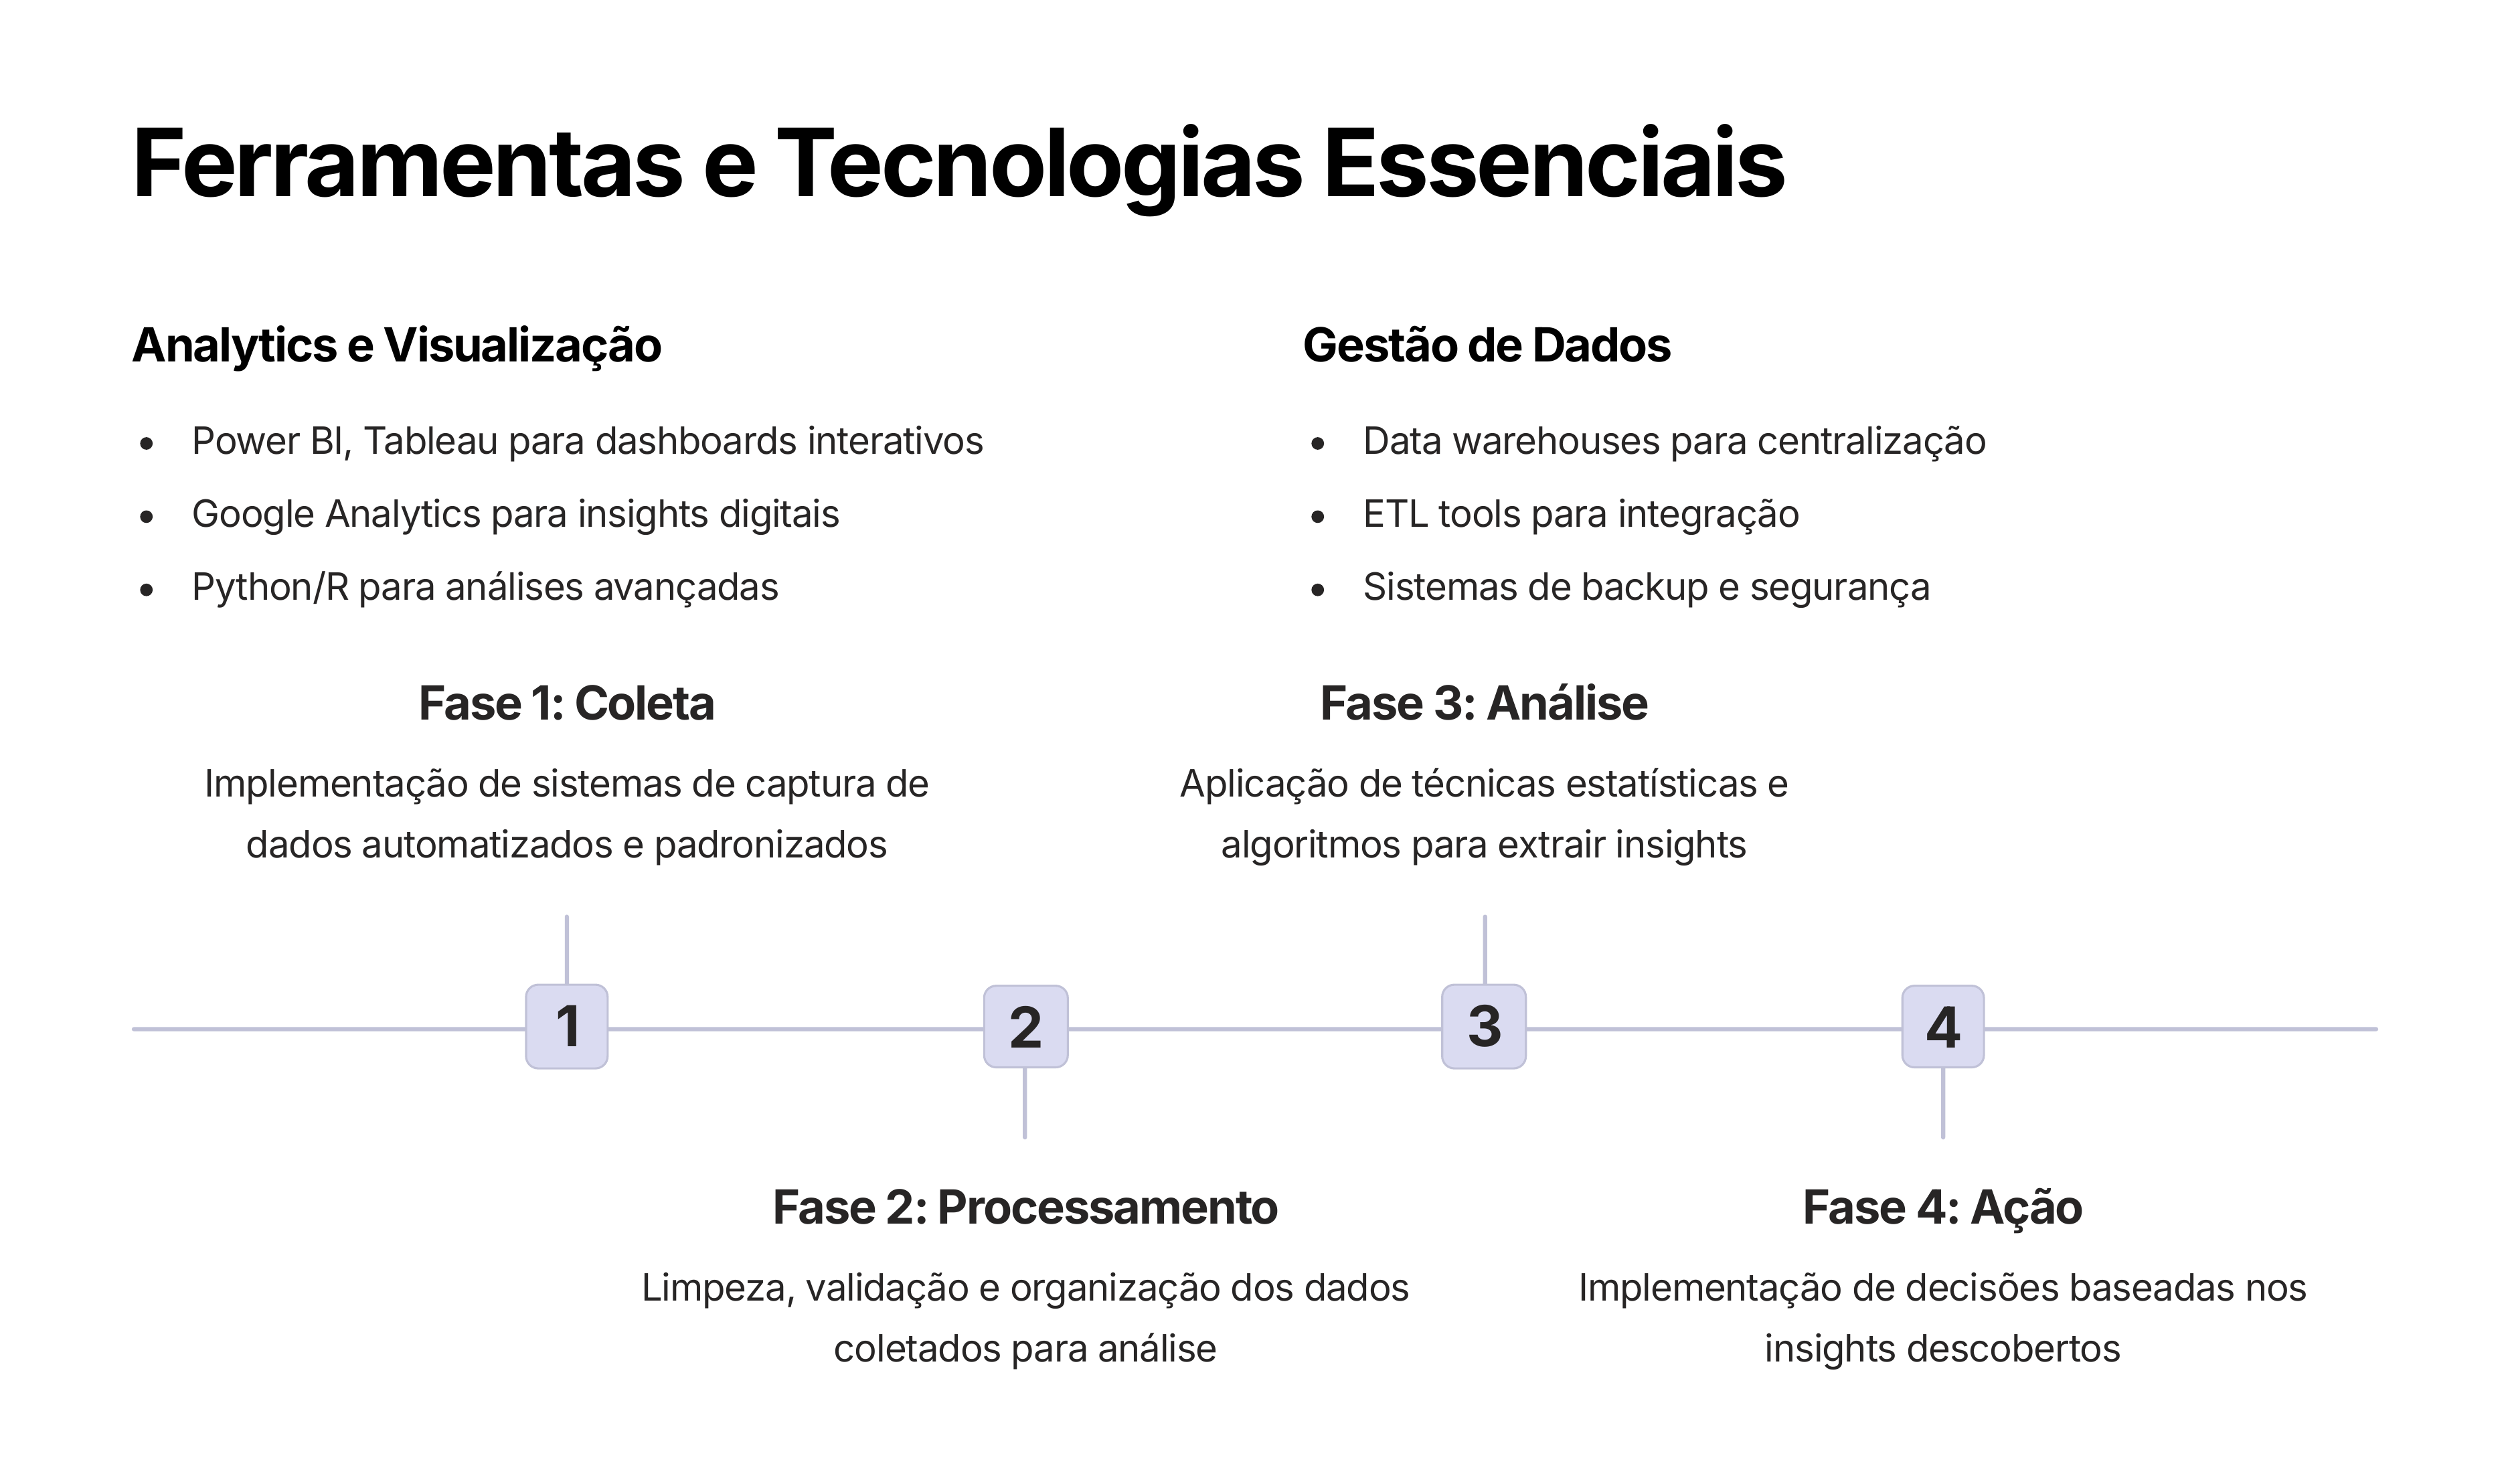 Ferramentas e Tecnologias Essenciais
Analytics e Visualização
Power BI, Tableau para dashboards interativos
Google Analytics para insights digitais
Python/R para análises avançadas
Gestão de Dados
Data warehouses para centralização
ETL tools para integração
Sistemas de backup e segurança
Fase 1: Coleta
Implementação de sistemas de captura de
dados automatizados e padronizados
Fase 3: Análise
Aplicação de técnicas estatísticas e
algoritmos para extrair insights
1
2
3
4
Fase 2: Processamento
Limpeza, validação e organização dos dados
coletados para análise
Fase 4: Ação
Implementação de decisões baseadas nos
insights descobertos